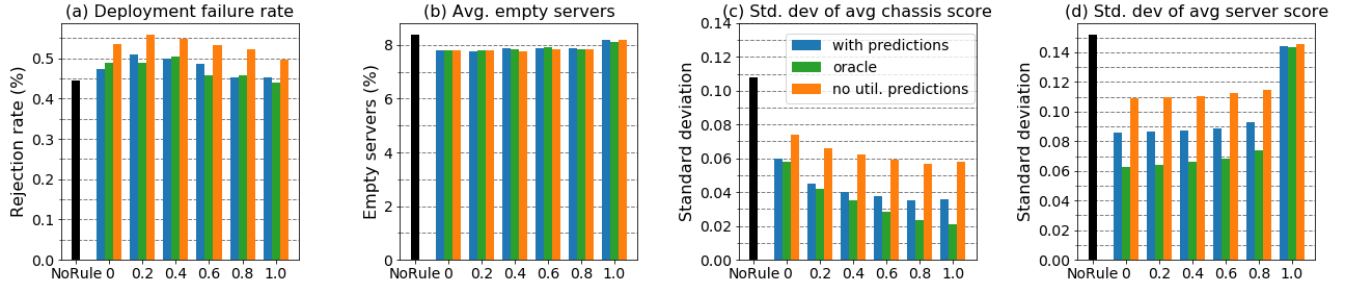 (a) Deployment failure rate
Rejection rate (%)
0.5
0.4
0.3
0.2
0.1
0.0
NoRule 0 0.2 0.4 0.6 0.8 1.0
(b) Avg. empty servers
Empty servers (%)
8
6
4
2
0
NoRule 0 0.2 0.4 0.6 0.8 1.0
(c) Std. dev of avg chassis score
Standard deviation
0.14
0.12
0.10
0.08
0.06
0.04
0.02
0.00
with predictions
oracle
no util. predictions
NoRule 0 0.2 0.4 0.6 0.8 1.0
(d) Std. dev of avg server score
Standard deviation
0.14
0.12
0.10
0.08
0.06
0.04
0.02
0.00
NoRule 0 0.2 0.4 0.6 0.8 1.0